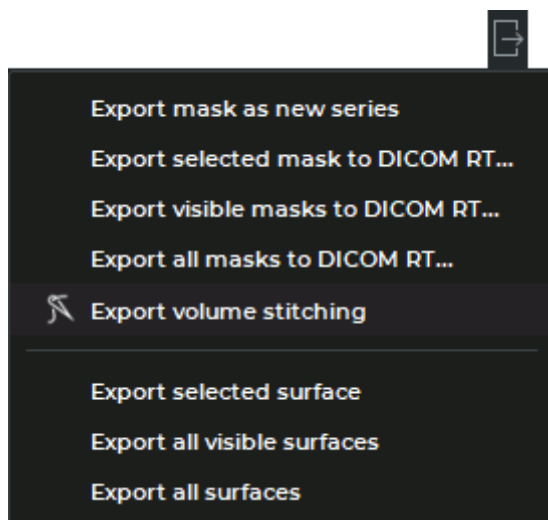 Export mask as new series
Export selected mask to DICOM RT...
Export visible masks to DICOM RT...
Export all masks to DICOM RT...
Export volume stitching
Export selected surface
Export all visible surfaces
Export all surfaces